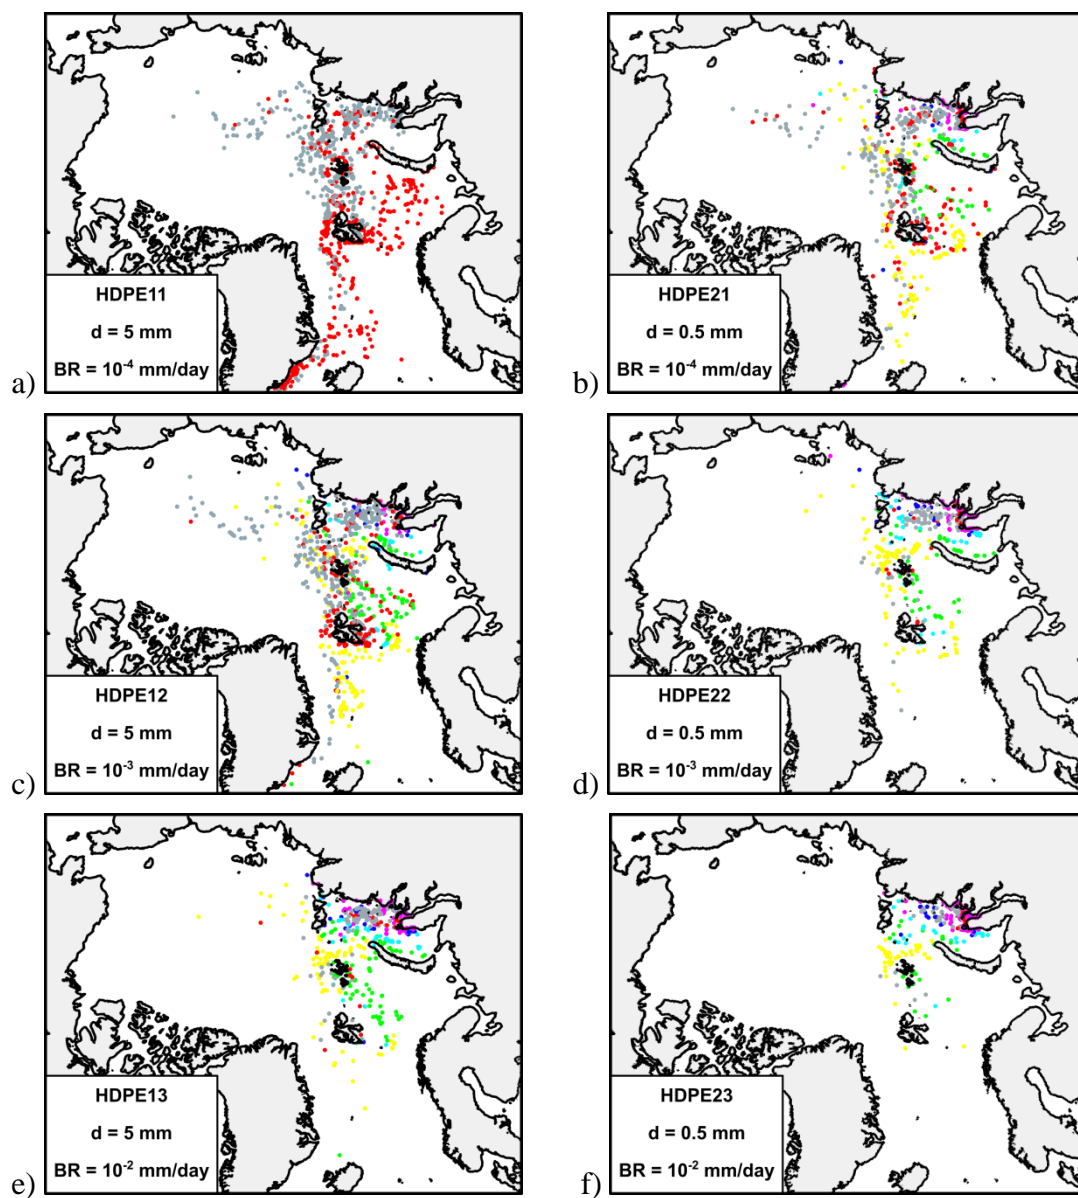 HDPE11
d = 5 mm
BR = 10⁻⁴ mm/day
a)
HDPE21
d = 0.5 mm
BR = 10⁻⁴ mm/day
b)
HDPE12
d = 5 mm
BR = 10⁻³ mm/day
c)
HDPE22
d = 0.5 mm
BR = 10⁻³ mm/day
d)
HDPE13
d = 5 mm
BR = 10⁻² mm/day
e)
HDPE23
d = 0.5 mm
BR = 10⁻² mm/day
f)